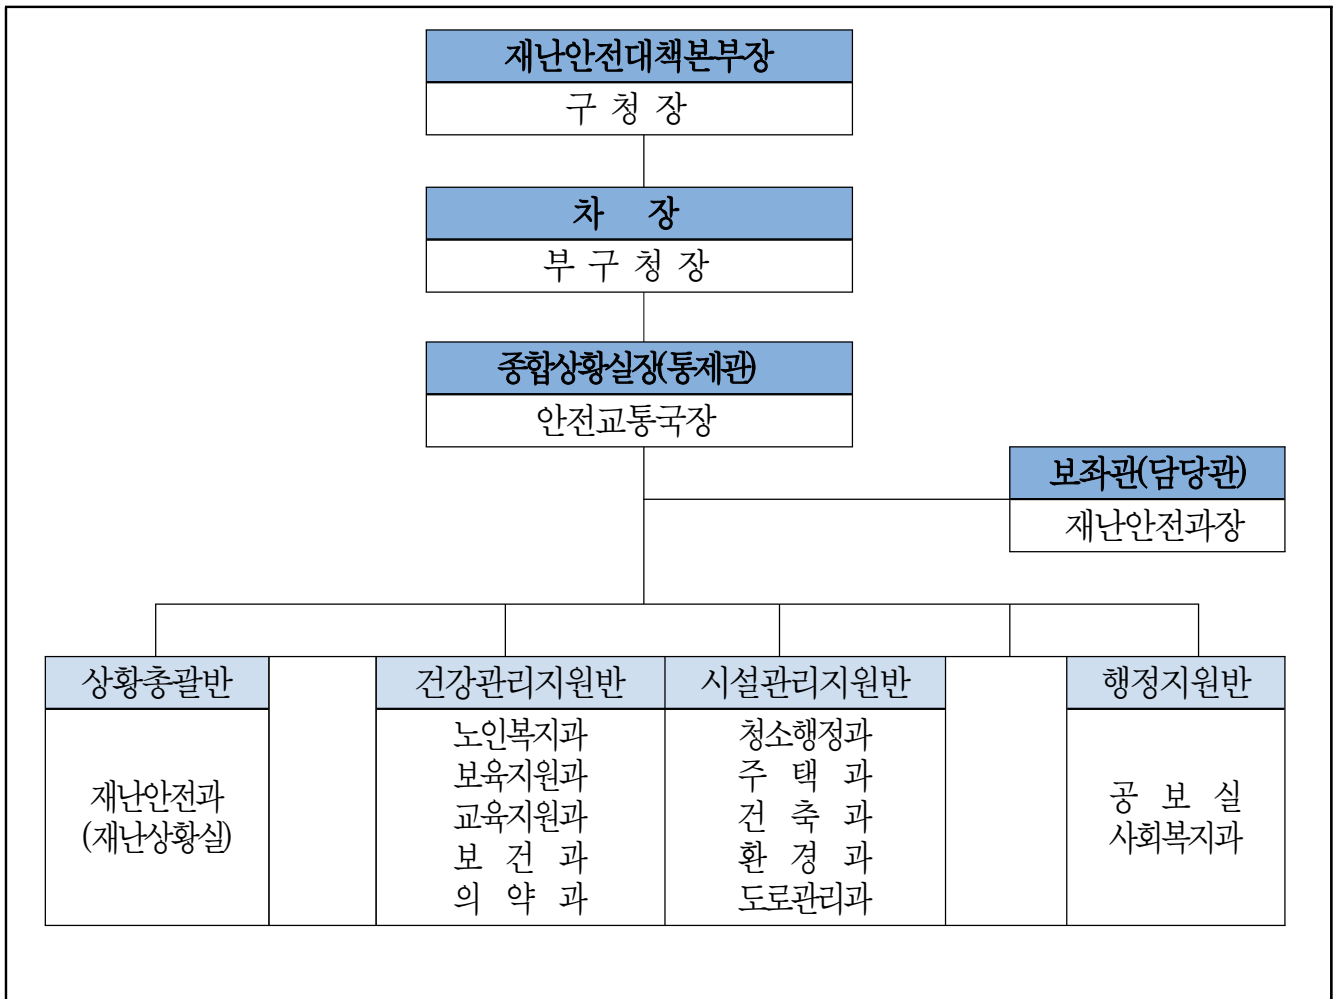 재난안전대책본부장
구 청 장
차 장
부 구 청 장
종합상황실장(통제관)
안전교통국장
보좌관(담당관)
재난안전과장
상황총괄반
재난안전과
(재난상황실)
건강관리지원반
노인복지과
보육지원과
교육지원과
보 건 과
의 약 과
시설관리지원반
청소행정과
주 택 과
건 축 과
환 경 과
도로관리과
행정지원반
공 보 실
사회복지과